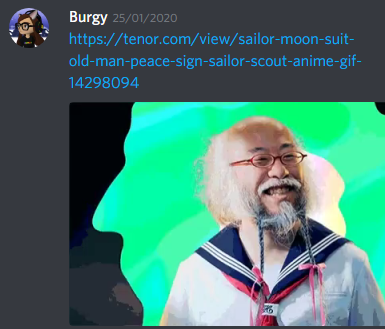 Burgy 25/01/2020
https://tenor.com/view/sailor-moon-suit-
old-man-peace-sign-sailor-scout-anime-gif-
14298094